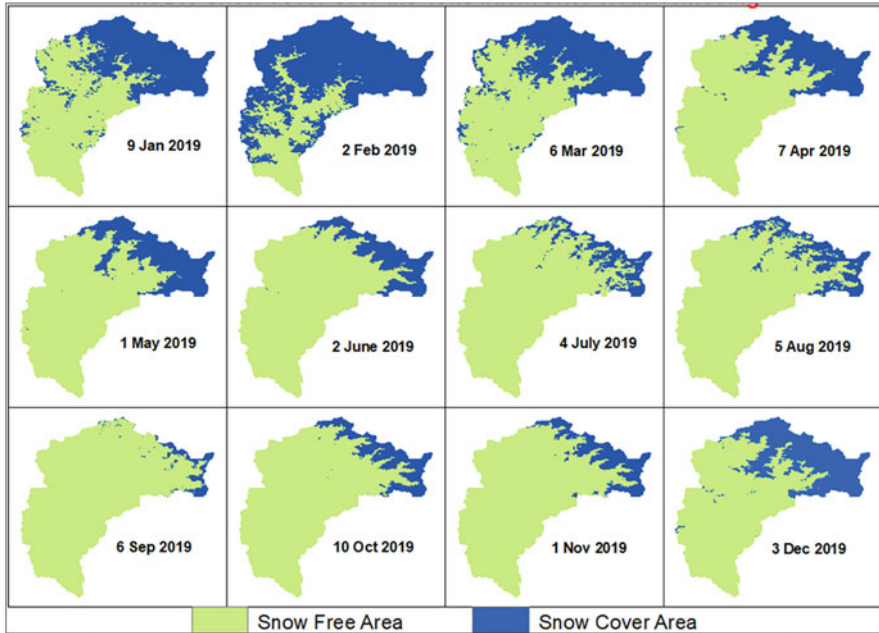 9 Jan 2019
2 Feb 2019
6 Mar 2019
7 Apr 2019
1 May 2019
2 June 2019
4 July 2019
5 Aug 2019
6 Sep 2019
10 Oct 2019
1 Nov 2019
3 Dec 2019
Snow Free Area
Snow Cover Area